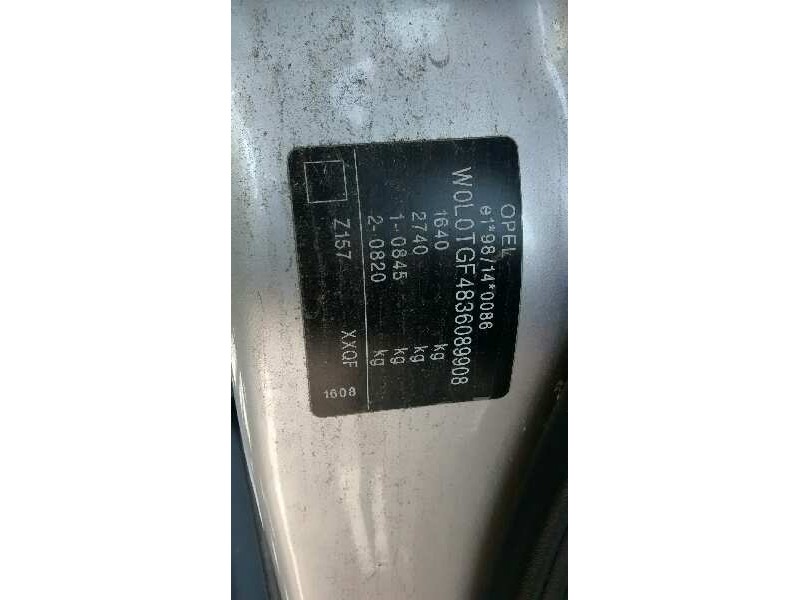 OPEL
e1*98/14*0086
W0L0TGF4836089908
1640 kg
2740 kg
1-0845 kg
2-0820 kg
Z157 XXQF 1608